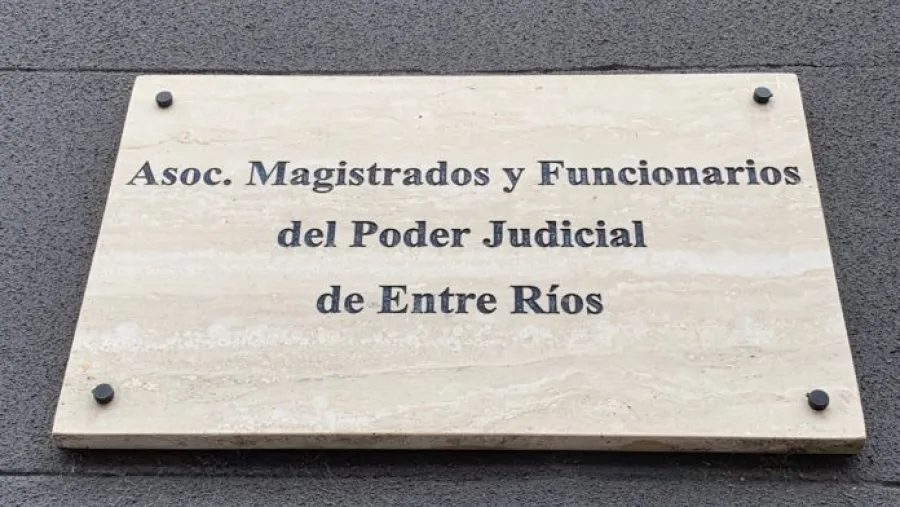 Asoc. Magistrados y Funcionarios
del Poder Judicial
de Entre Ríos